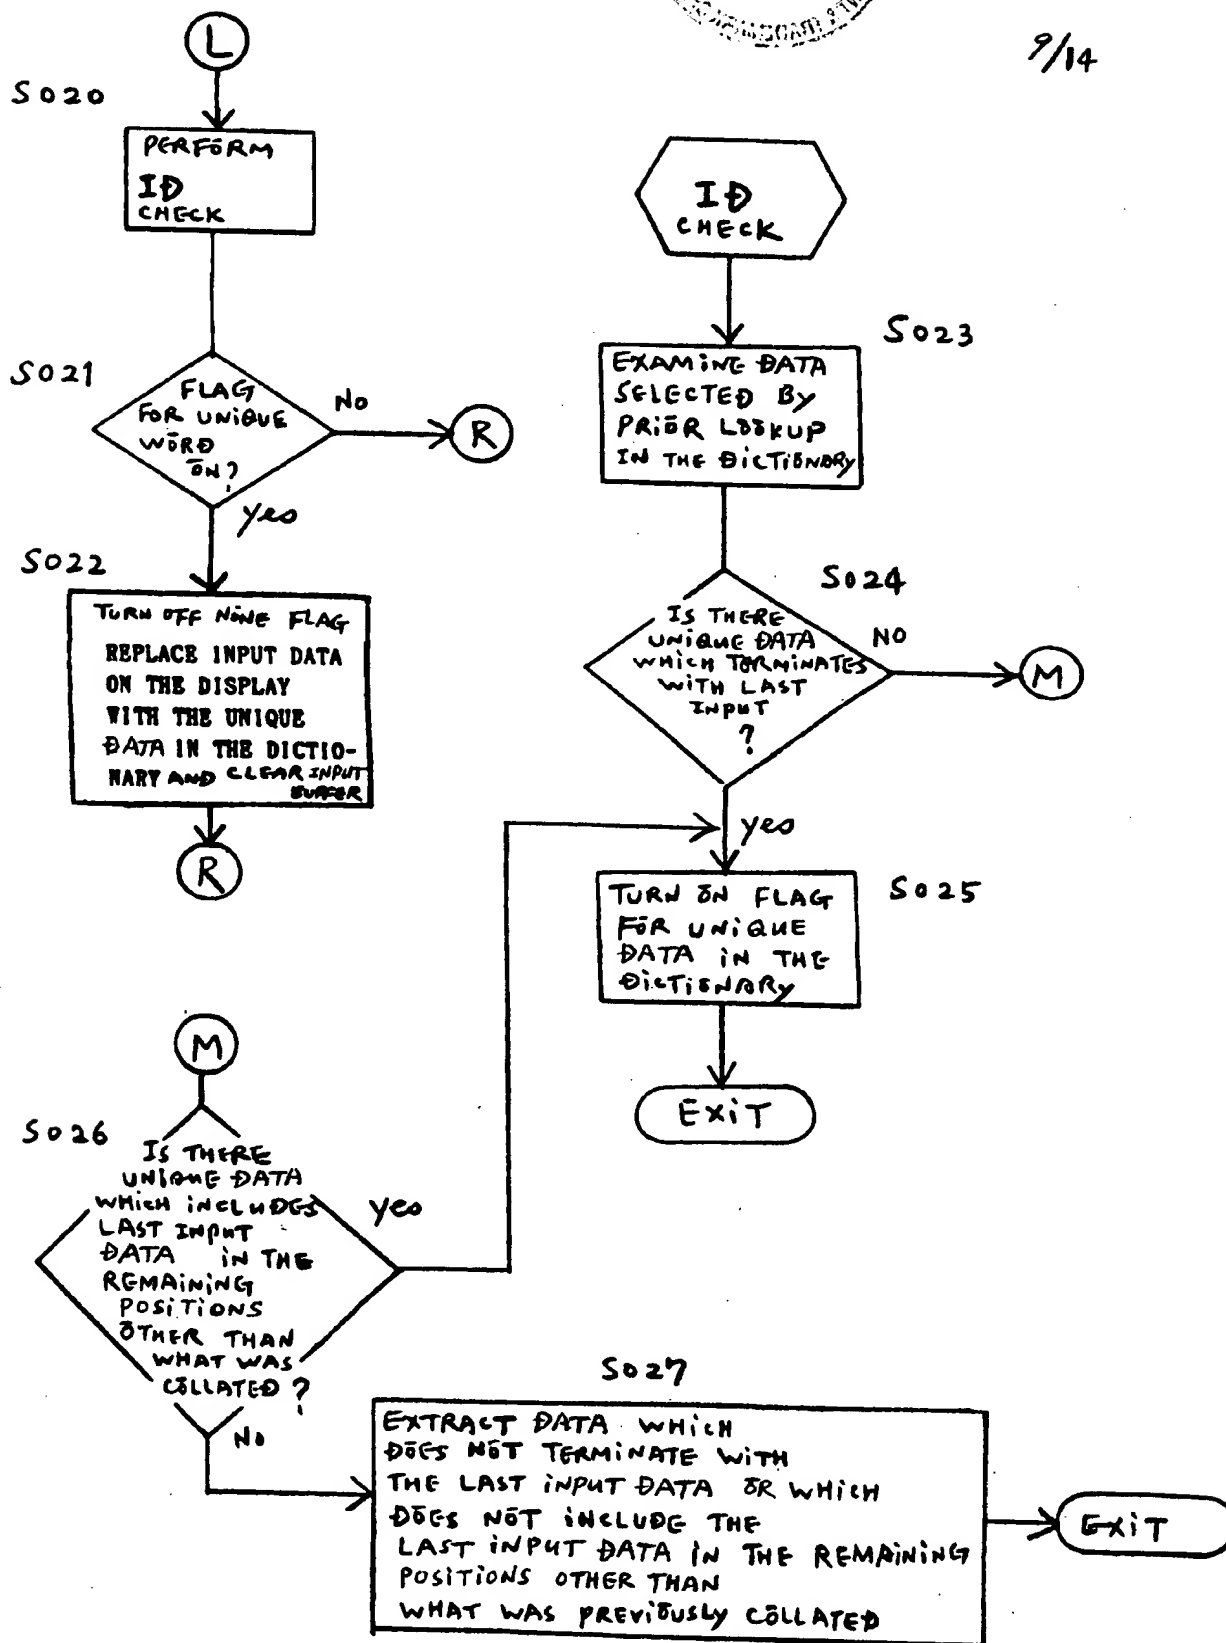 9/14
L
S020
PERFORM
ID
CHECK
S021
FLAG
FOR UNIQUE
WORD
ON?
NO
R
yes
S022
TURN OFF NONE FLAG
REPLACE INPUT DATA
ON THE DISPLAY
WITH THE UNIQUE
DATA IN THE DICTIO-
NARY AND CLEAR INPUT
BUFFER
R
ID
CHECK
S023
EXAMINE DATA
SELECTED BY
PRIOR LOOKUP
IN THE DICTIONARY
S024
IS THERE
UNIQUE DATA
WHICH TERMINATES
WITH LAST
INPUT
?
NO
M
yes
S025
TURN ON FLAG
FOR UNIQUE
DATA IN THE
DICTIONARY
EXIT
M
S026
IS THERE
UNIQUE DATA
WHICH INCLUDES
LAST INPUT
DATA IN THE
REMAINING
POSITIONS
OTHER THAN
WHAT WAS
COLLATED?
yes
NO
S027
EXTRACT DATA WHICH
DOES NOT TERMINATE WITH
THE LAST INPUT DATA OR WHICH
DOES NOT INCLUDE THE
LAST INPUT DATA IN THE REMAINING
POSITIONS OTHER THAN
WHAT WAS PREVIOUSLY COLLATED
EXIT